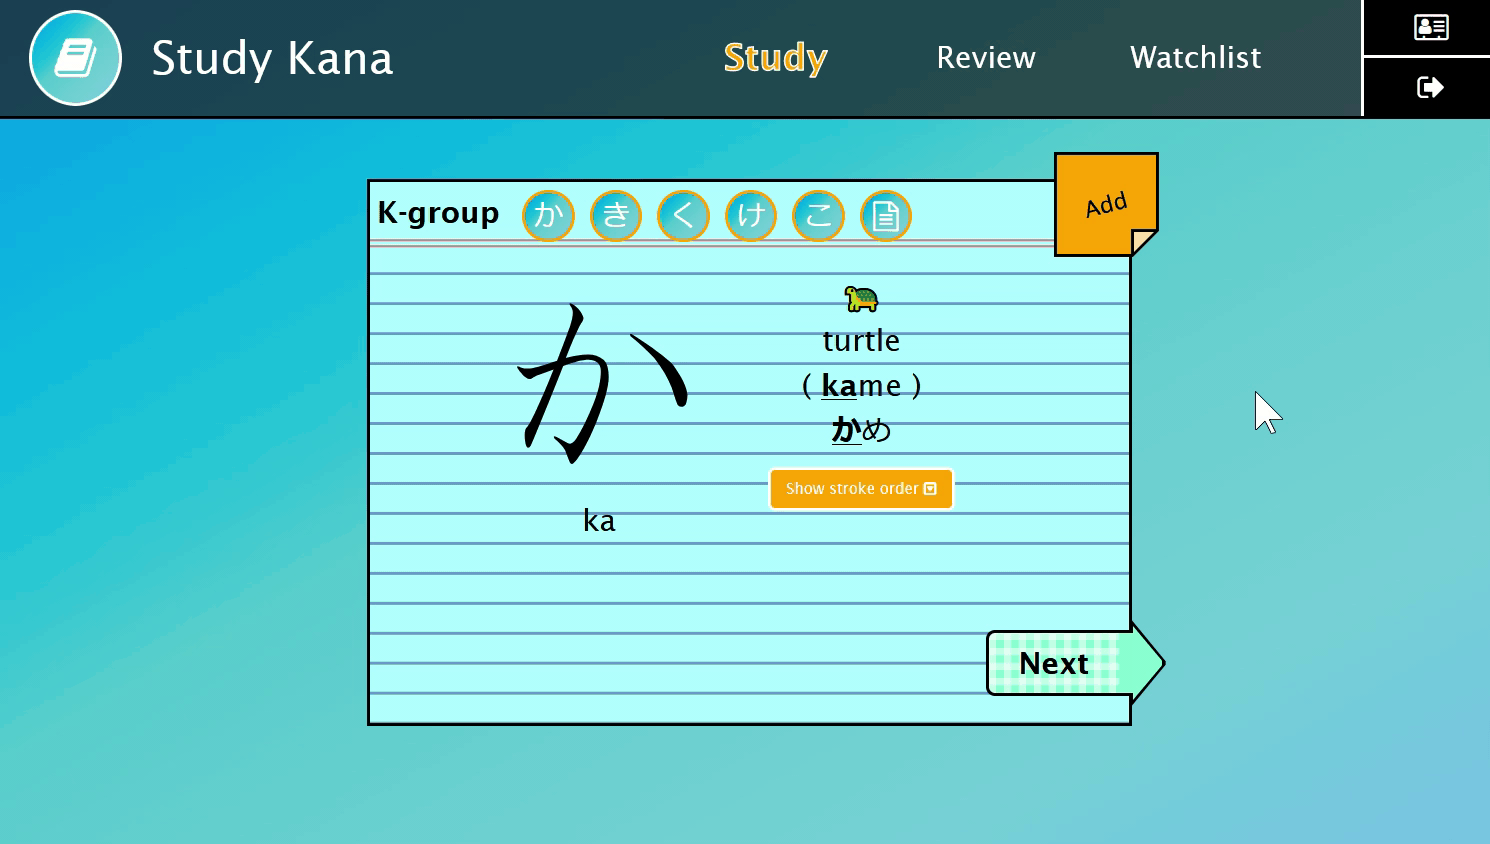 Study Kana
Study
Review
Watchlist
K-group
か
き
く
け
こ
Add
か
ka
turtle
( kame )
かめ
Show stroke order
Next